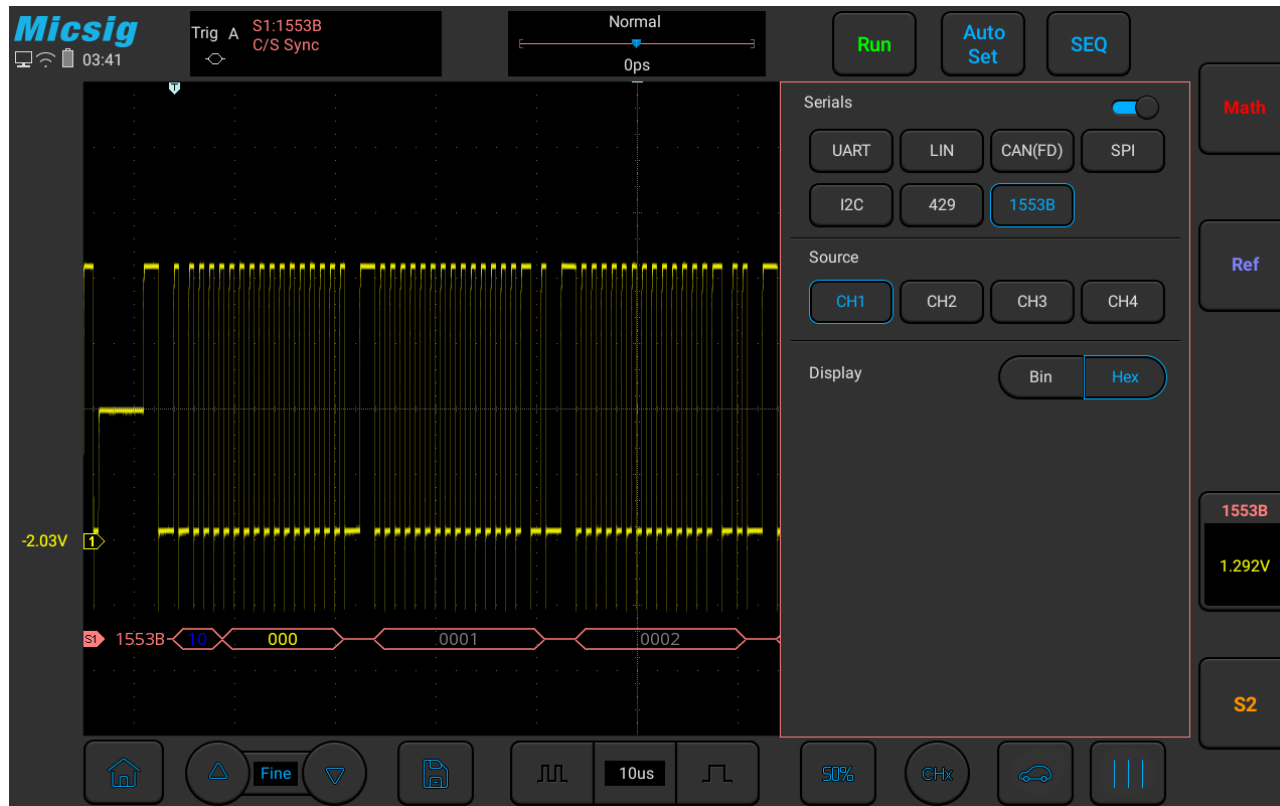 Micsig
03:41
Trig A S1:1553B
C/S Sync
Normal
0ps
Run
Auto Set
SEQ
T
Serials
UART LIN CAN(FD) SPI
I2C 429 1553B
Source
CH1 CH2 CH3 CH4
Display Bin Hex
Math
Ref
1553B
1.292V
S2
-2.03V 1
S1 1553B 10 000 0001 0002
Fine
10us
50%
CHx